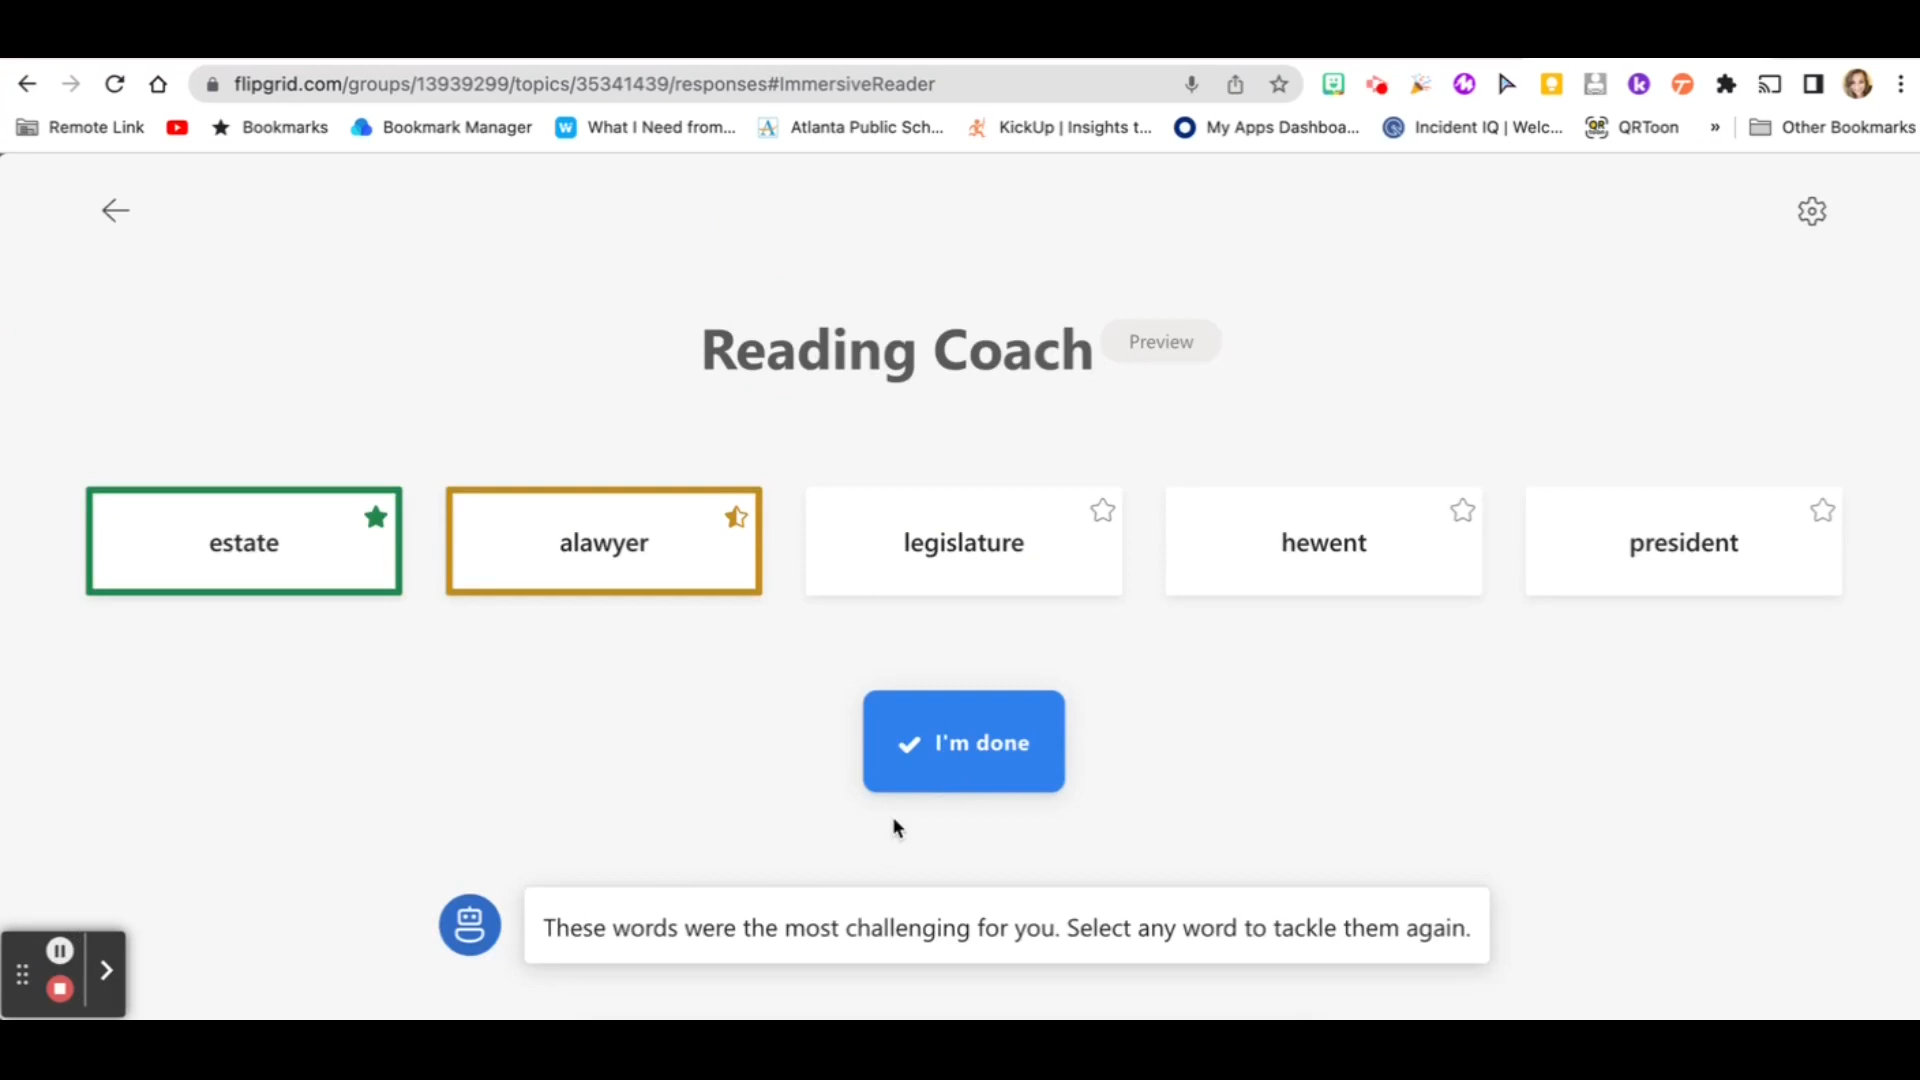 flipgrid.com/groups/13939299/topics/35341439/responses#ImmersiveReader
Remote Link Bookmarks Bookmark Manager What I Need from... Atlanta Public Sch... KickUp | Insights t... My Apps Dashboa... Incident IQ | Welc... QRToon » Other Bookmarks
Reading Coach Preview
estate alawyer legislature hewent president
I'm done
These words were the most challenging for you. Select any word to tackle them again.